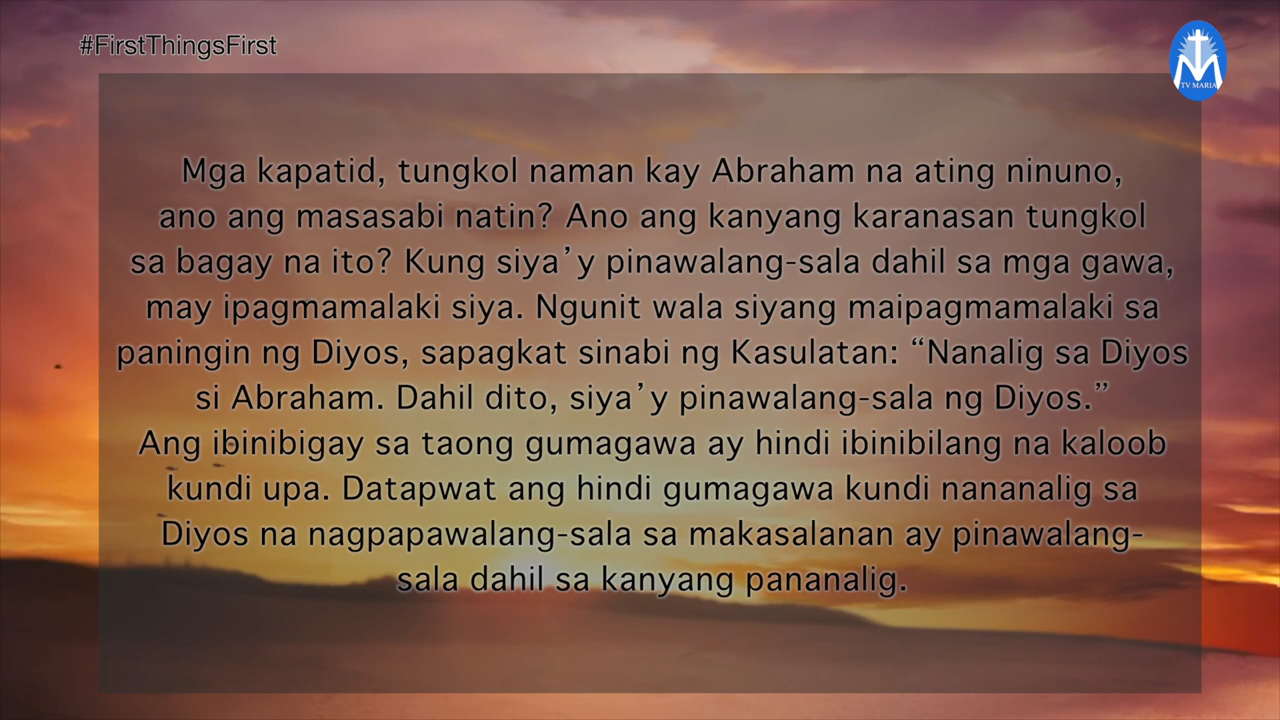 #FirstThingsFirst
TV MARIA
Mga kapatid, tungkol naman kay Abraham na ating ninuno,
ano ang masasabi natin? Ano ang kanyang karanasan tungkol
sa bagay na ito? Kung siya’y pinawalang-sala dahil sa mga gawa,
may ipagmamalaki siya. Ngunit wala siyang maipagmamalaki sa
paningin ng Diyos, sapagkat sinabi ng Kasulatan: “Nanalig sa Diyos
si Abraham. Dahil dito, siya’y pinawalang-sala ng Diyos.”
Ang ibinibigay sa taong gumagawa ay hindi ibinibilang na kaloob
kundi upa. Datapwat ang hindi gumagawa kundi nananalig sa
Diyos na nagpapawalang-sala sa makasalanan ay pinawalang-
sala dahil sa kanyang pananalig.